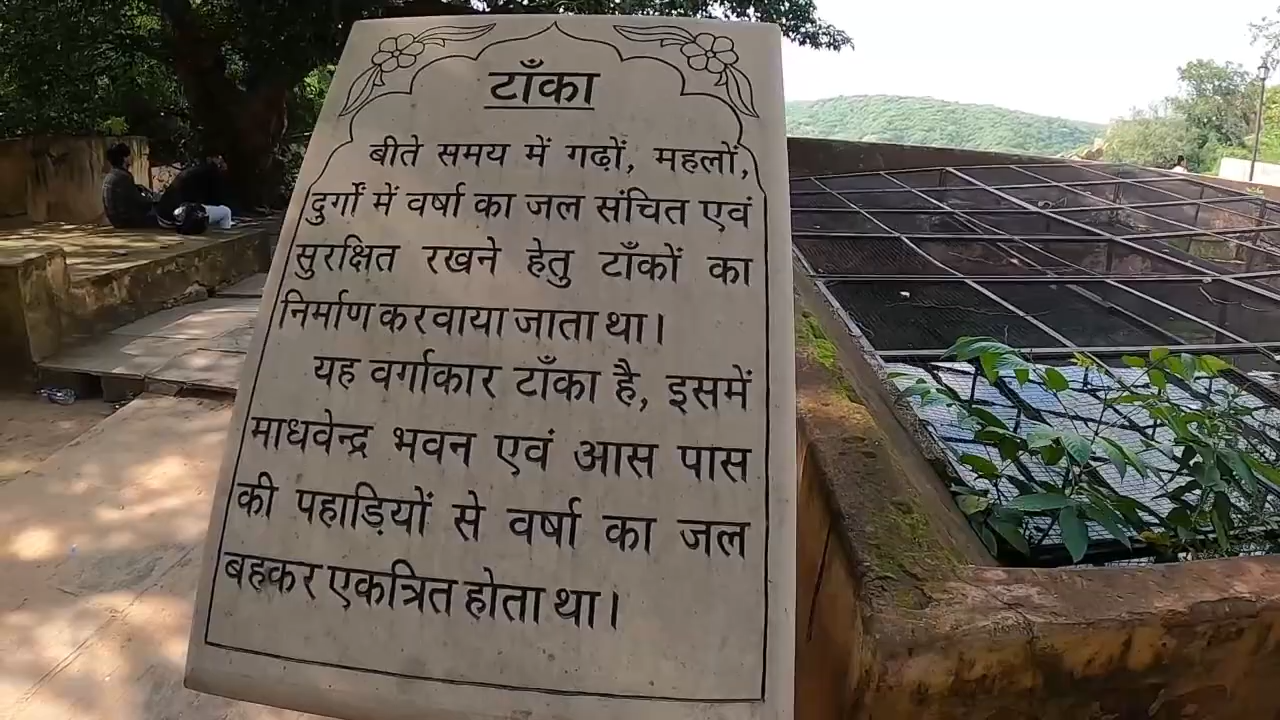 टाँका
बीते समय में गढ़ों, महलों,
दुर्गों में वर्षा का जल संचित एवं
सुरक्षित रखने हेतु टाँकों का
निर्माण करवाया जाता था।
यह वर्गाकार टाँका है, इसमें
माधवेन्द्र भवन एवं आस पास
की पहाड़ियों से वर्षा का जल
बहकर एकत्रित होता था।